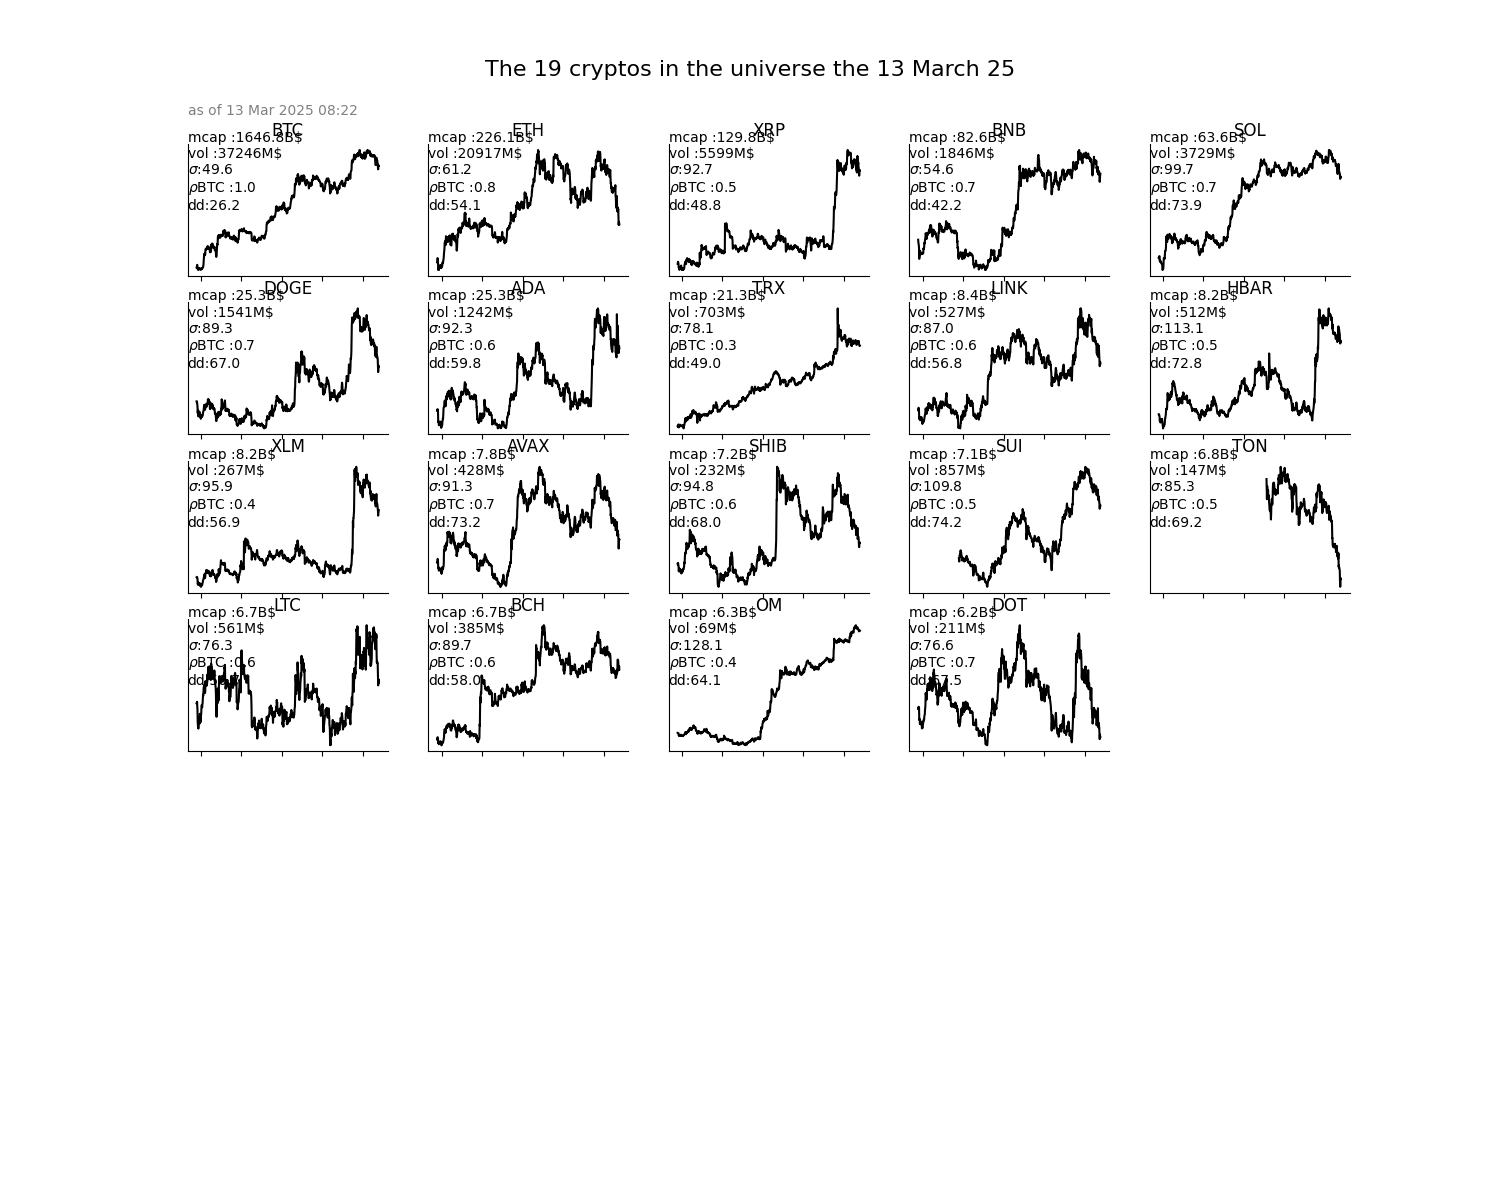 The 19 cryptos in the universe the 13 March 25
as of 13 Mar 2025 08:22
BTC
mcap :1646.8B$
vol :37246M$
σ:49.6
ρBTC :1.0
dd:26.2
ETH
mcap :226.1B$
vol :20917M$
σ:61.2
ρBTC :0.8
dd:54.1
XRP
mcap :129.8B$
vol :5599M$
σ:92.7
ρBTC :0.5
dd:48.8
BNB
mcap :82.6B$
vol :1846M$
σ:54.6
ρBTC :0.7
dd:42.2
SOL
mcap :63.6B$
vol :3729M$
σ:99.7
ρBTC :0.7
dd:73.9
DOGE
mcap :25.3B$
vol :1541M$
σ:89.3
ρBTC :0.7
dd:67.0
ADA
mcap :25.3B$
vol :1242M$
σ:92.3
ρBTC :0.6
dd:59.8
TRX
mcap :21.3B$
vol :703M$
σ:78.1
ρBTC :0.3
dd:49.0
LINK
mcap :8.4B$
vol :527M$
σ:87.0
ρBTC :0.6
dd:56.8
HBAR
mcap :8.2B$
vol :512M$
σ:113.1
ρBTC :0.5
dd:72.8
XLM
mcap :8.2B$
vol :267M$
σ:95.9
ρBTC :0.4
dd:56.9
AVAX
mcap :7.8B$
vol :428M$
σ:91.3
ρBTC :0.7
dd:73.2
SHIB
mcap :7.2B$
vol :232M$
σ:94.8
ρBTC :0.6
dd:68.0
SUI
mcap :7.1B$
vol :857M$
σ:109.8
ρBTC :0.5
dd:74.2
TON
mcap :6.8B$
vol :147M$
σ:85.3
ρBTC :0.5
dd:69.2
LTC
mcap :6.7B$
vol :561M$
σ:76.3
ρBTC :0.6
BCH
mcap :6.7B$
vol :385M$
σ:89.7
ρBTC :0.6
dd:58.0
OM
mcap :6.3B$
vol :69M$
σ:128.1
ρBTC :0.4
dd:64.1
DOT
mcap :6.2B$
vol :211M$
σ:76.6
ρBTC :0.7
dd:67.5